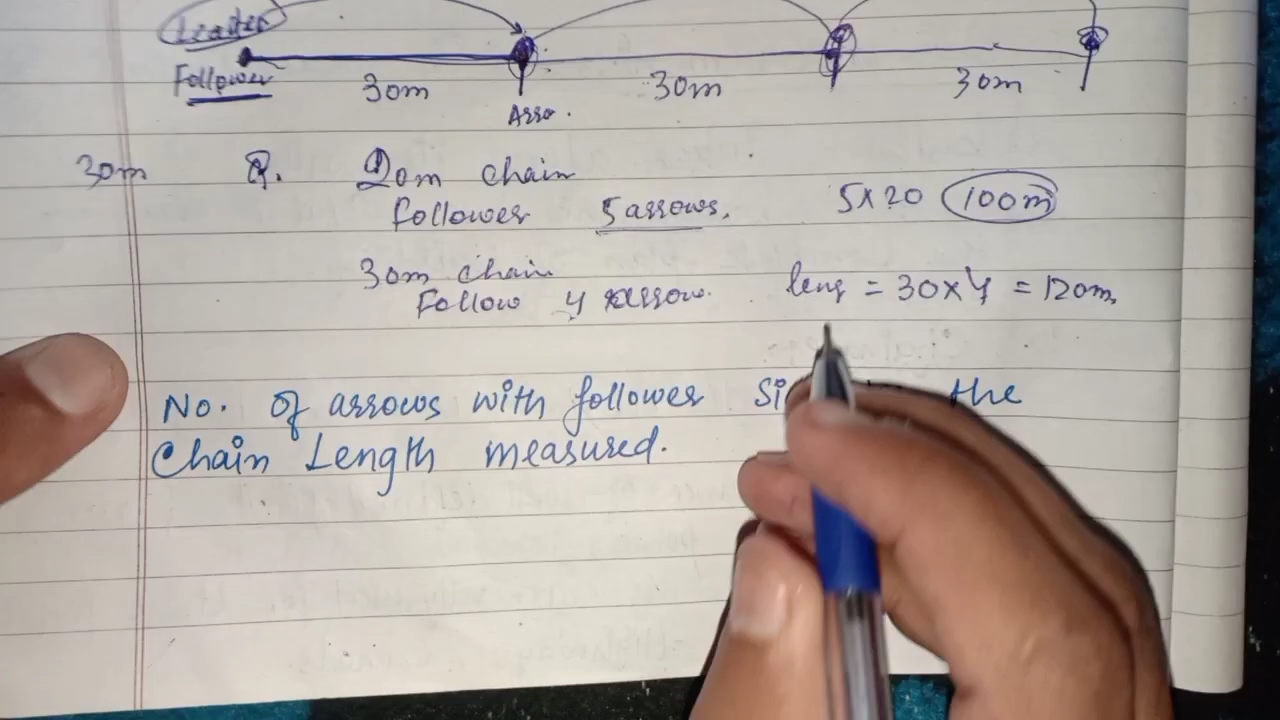 Leader
Follower
30m 30m 30m
Arro.
30m Q. 20m chain
follower 5 arrows, 5X20 100m
30m chain
Follow 4 arrow. leng = 30x4 = 120m
No. of arrows with follower the
Chain Length measured.